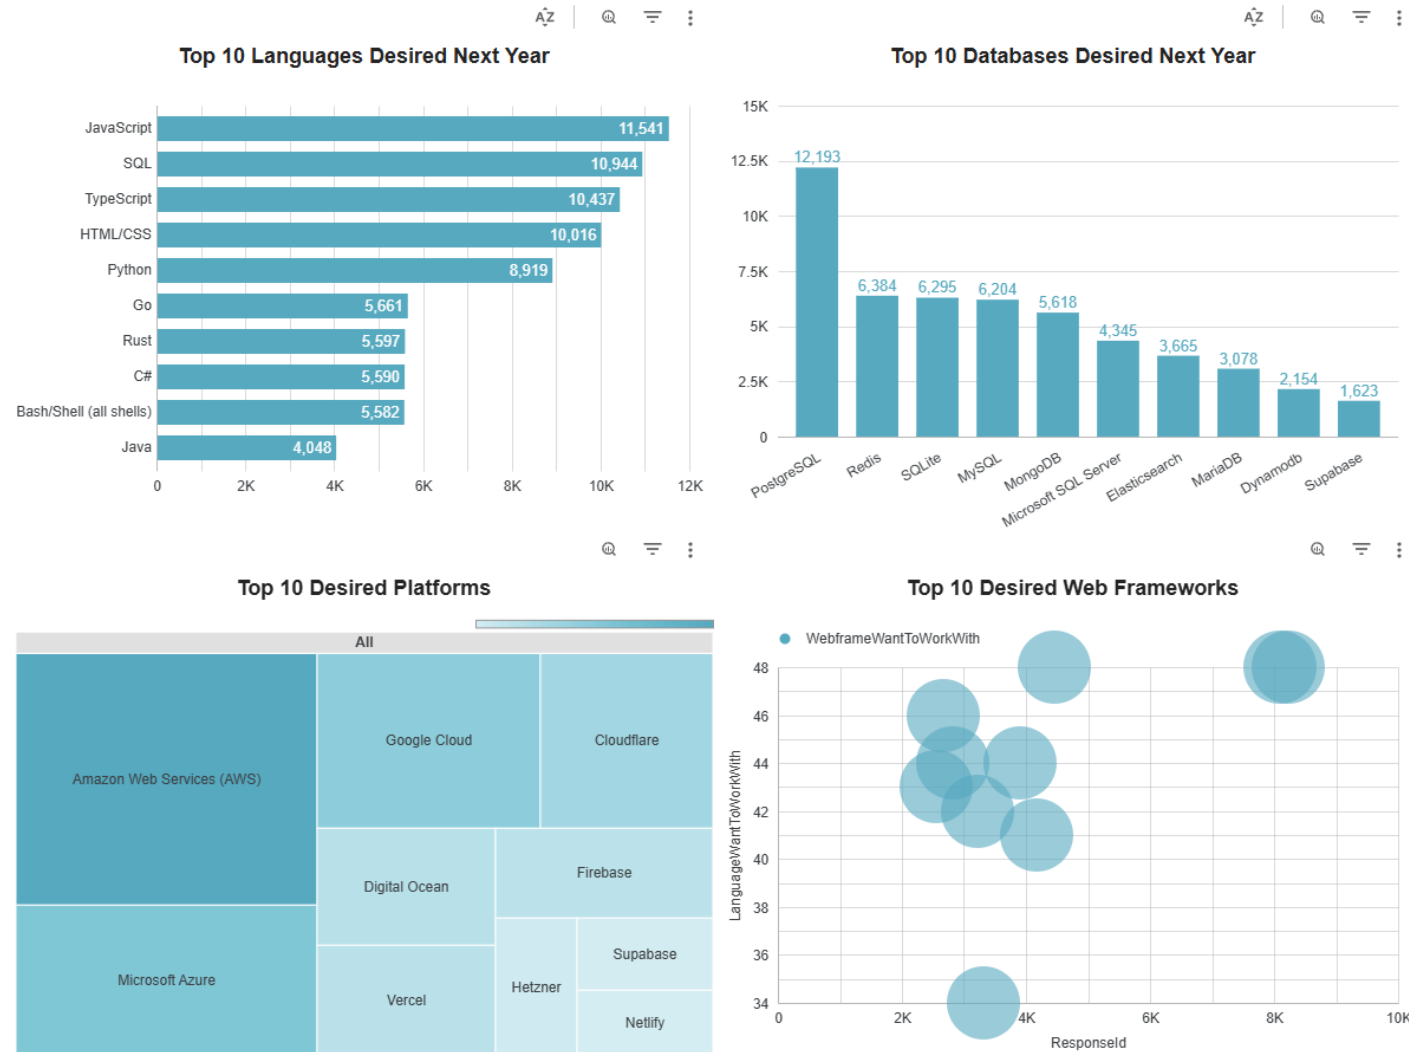 AZ
AZ
Top 10 Languages Desired Next Year
JavaScript 11,541
SQL 10,944
TypeScript 10,437
HTML/CSS 10,016
Python 8,919
Go 5,661
Rust 5,597
C# 5,590
Bash/Shell (all shells) 5,582
Java 4,048
0 2K 4K 6K 8K 10K 12K
Top 10 Databases Desired Next Year
15K
12.5K
10K
7.5K
5K
2.5K
0
12,193
6,384
6,295
6,204
5,618
4,345
3,665
3,078
2,154
1,623
PostgreSQL
Redis
SQLite
MySQL
MongoDB
Microsoft SQL Server
Elasticsearch
MariaDB
Dynamodb
Supabase
Top 10 Desired Platforms
All
Amazon Web Services (AWS)
Microsoft Azure
Google Cloud
Cloudflare
Digital Ocean
Firebase
Vercel
Hetzner
Supabase
Netlify
Top 10 Desired Web Frameworks
WebframeWantToWorkWith
LanguageWantToWorkWith
48
46
44
42
40
38
36
34
0 2K 4K 6K 8K 10K
ResponseId